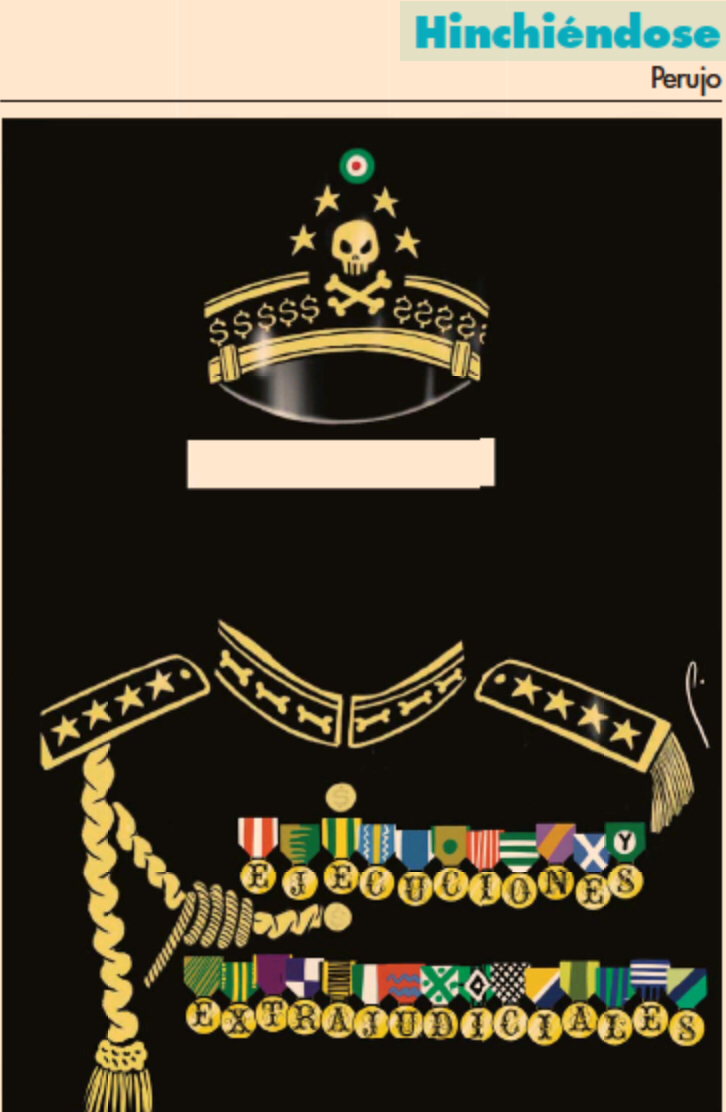 Hinchiéndose
Perujo
$$$$$ $$$$$
$
Y
EJECUCIONES
$
EXTRAJUDICIALES